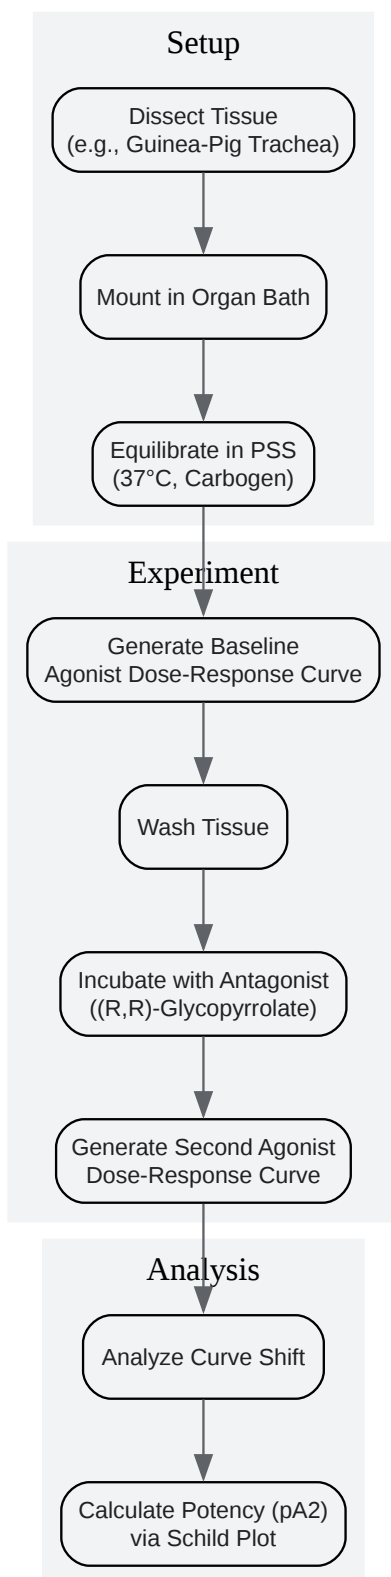 Setup
Dissect Tissue
(e.g., Guinea-Pig Trachea)
Mount in Organ Bath
Equilibrate in PSS
(37°C, Carbogen)
Experiment
Generate Baseline
Agonist Dose-Response Curve
Wash Tissue
Incubate with Antagonist
((R,R)-Glycopyrrolate)
Generate Second Agonist
Dose-Response Curve
Analysis
Analyze Curve Shift
Calculate Potency (pA2)
via Schild Plot